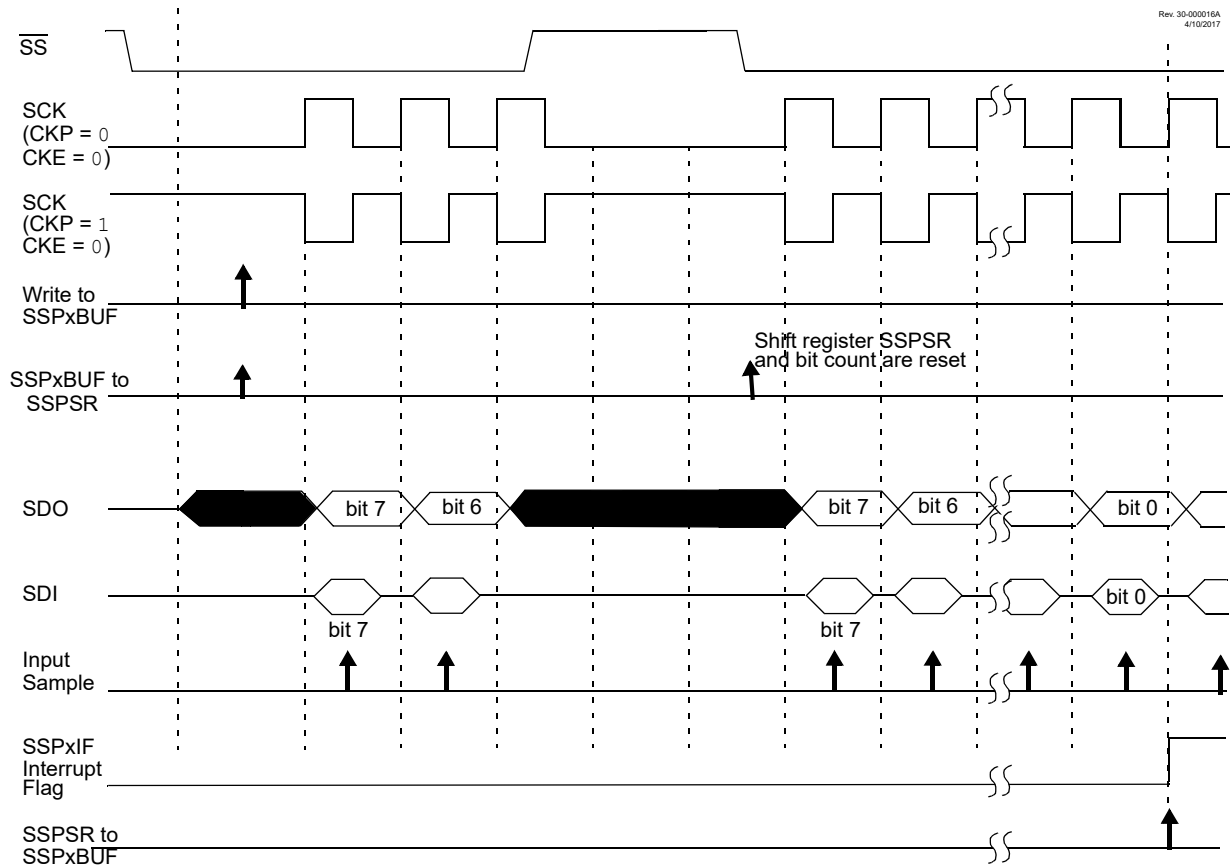 Rev. 30-000016A
4/10/2017
SS
SCK
(CKP = 0
CKE = 0)
SCK
(CKP = 1
CKE = 0)
Write to
SSPxBUF
Shift register SSPSR
and bit count are reset
SSPxBUF to
SSPSR
SDO
bit 7
bit 6
bit 7
bit 6
bit 0
SDI
bit 0
bit 7
bit 7
Input
Sample
SSPxIF
Interrupt
Flag
SSPSR to
SSPxBUF